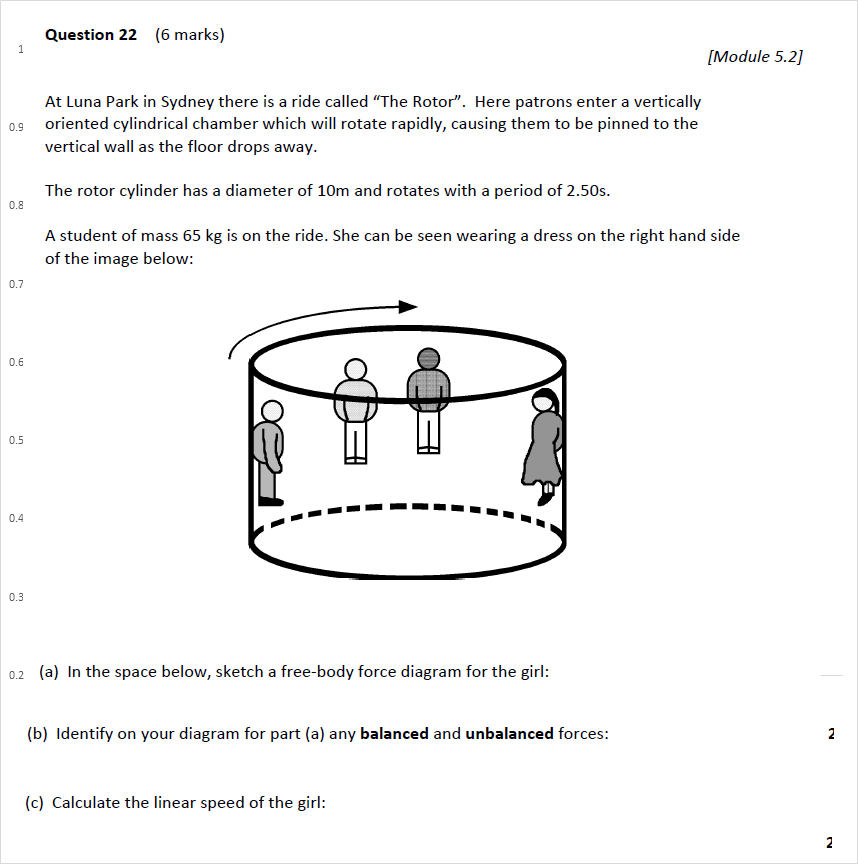 Question 22 (6 marks)
1
[Module 5.2]
At Luna Park in Sydney there is a ride called “The Rotor”. Here patrons enter a vertically
0.9 oriented cylindrical chamber which will rotate rapidly, causing them to be pinned to the
vertical wall as the floor drops away.
The rotor cylinder has a diameter of 10m and rotates with a period of 2.50s.
0.8
A student of mass 65 kg is on the ride. She can be seen wearing a dress on the right hand side
of the image below:
0.7
0.6
0.5
0.4
0.3
0.2 (a) In the space below, sketch a free-body force diagram for the girl:
(b) Identify on your diagram for part (a) any balanced and unbalanced forces: 2
(c) Calculate the linear speed of the girl:
2